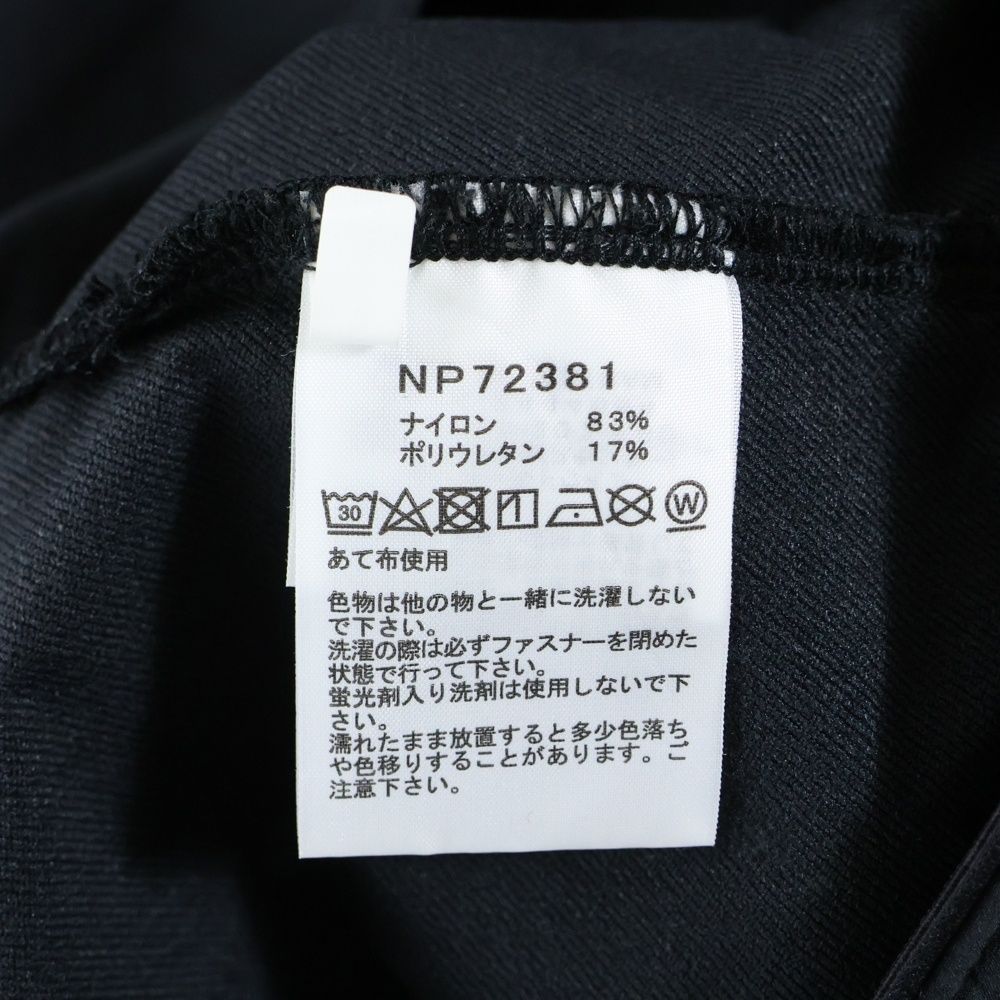 NP72381
ナイロン 83%
ポリウレタン 17%
30 W
あて布使用
色物は他の物と一緒に洗濯しない
で下さい。
洗濯の際は必ずファスナーを閉めた
状態で行って下さい。
蛍光剤入り洗剤は使用しないで下
さい。
濡れたまま放置すると多少色落ち
や色移りすることがあります。ご
注意下さい。